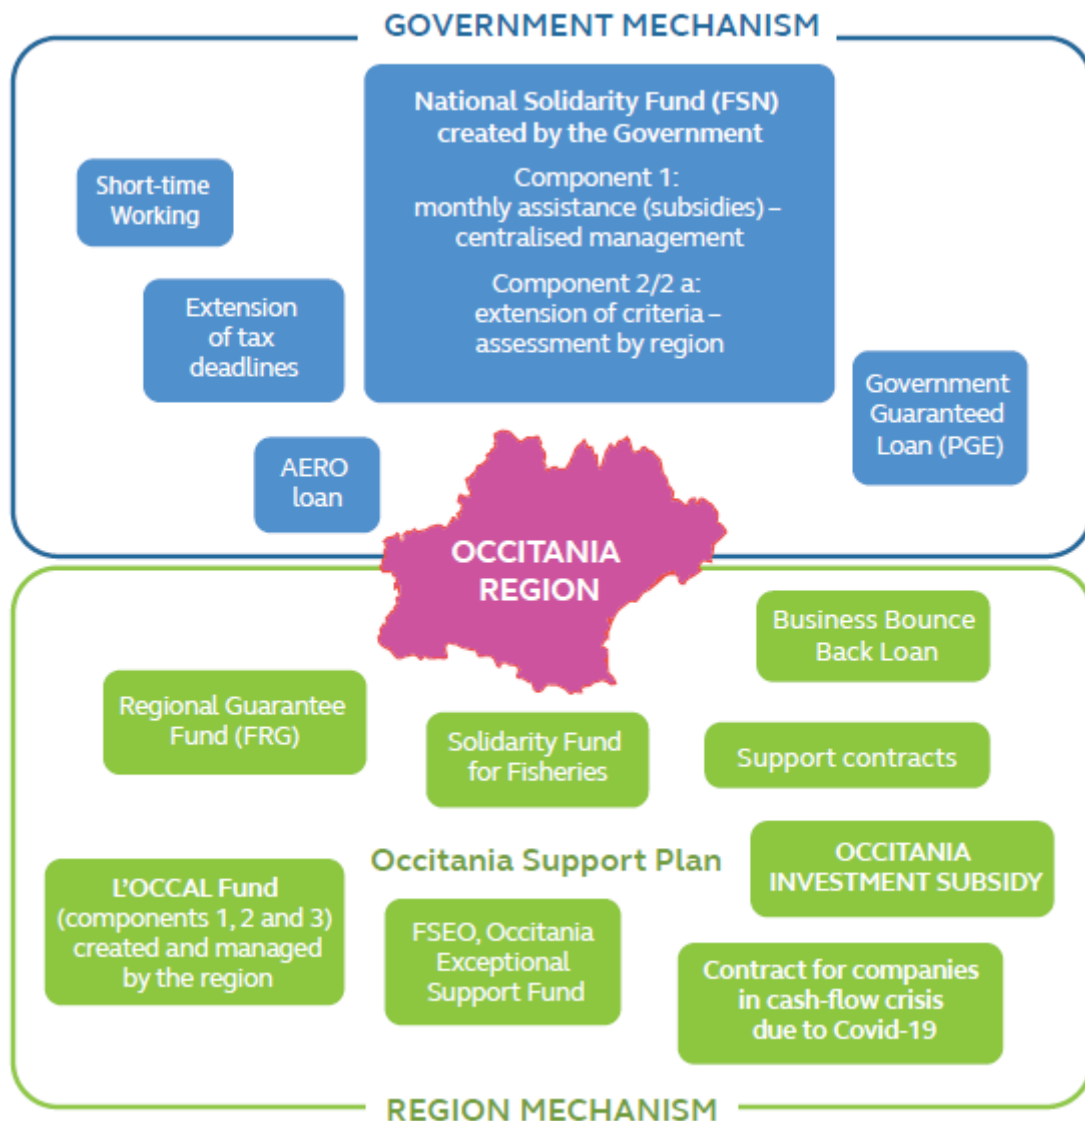 GOVERNMENT MECHANISM
National Solidarity Fund (FSN)
created by the Government
Component 1:
monthly assistance (subsidies) –
centralised management
Component 2/2 a:
extension of criteria –
assessment by region
Short-time
Working
Extension
of tax
deadlines
AERO
loan
Government
Guaranteed
Loan (PGE)
OCCITANIA
REGION
Business Bounce
Back Loan
Regional Guarantee
Fund (FRG)
Solidarity Fund
for Fisheries
Support contracts
Occitania Support Plan
OCCITANIA
INVESTMENT SUBSIDY
L'OCCAL Fund
(components 1, 2 and 3)
created and managed
by the region
FSEO, Occitania
Exceptional
Support Fund
Contract for companies
in cash-flow crisis
due to Covid-19
REGION MECHANISM